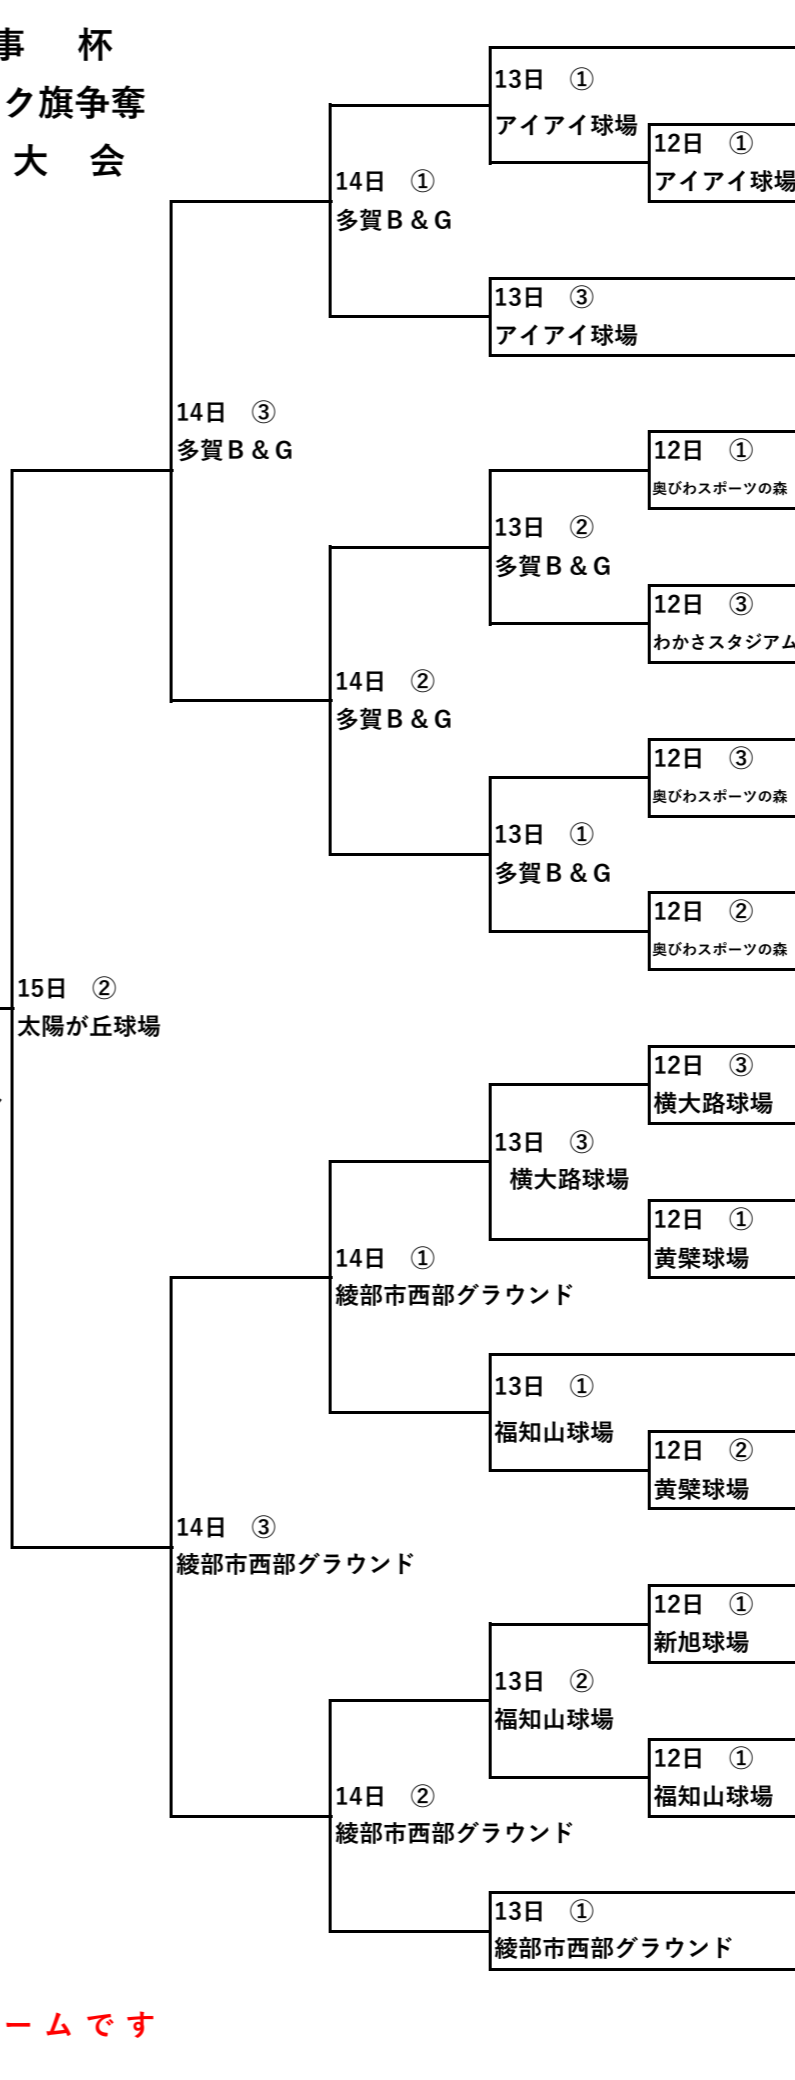 事 杯
ク旗争奪
大 会
13日 ①
アイアイ球場
12日 ①
アイアイ球場
14日 ①
多賀Ｂ＆Ｇ
13日 ③
アイアイ球場
14日 ③
多賀Ｂ＆Ｇ
12日 ①
奥びわスポーツの森
13日 ②
多賀Ｂ＆Ｇ
12日 ③
わかさスタジアム
14日 ②
多賀Ｂ＆Ｇ
12日 ③
奥びわスポーツの森
13日 ①
多賀Ｂ＆Ｇ
12日 ②
奥びわスポーツの森
15日 ②
太陽が丘球場
12日 ③
横大路球場
13日 ③
横大路球場
12日 ①
黄檗球場
14日 ①
綾部市西部グラウンド
13日 ①
福知山球場
12日 ②
黄檗球場
14日 ③
綾部市西部グラウンド
12日 ①
新旭球場
13日 ②
福知山球場
12日 ①
福知山球場
14日 ②
綾部市西部グラウンド
13日 ①
綾部市西部グラウンド
ームです